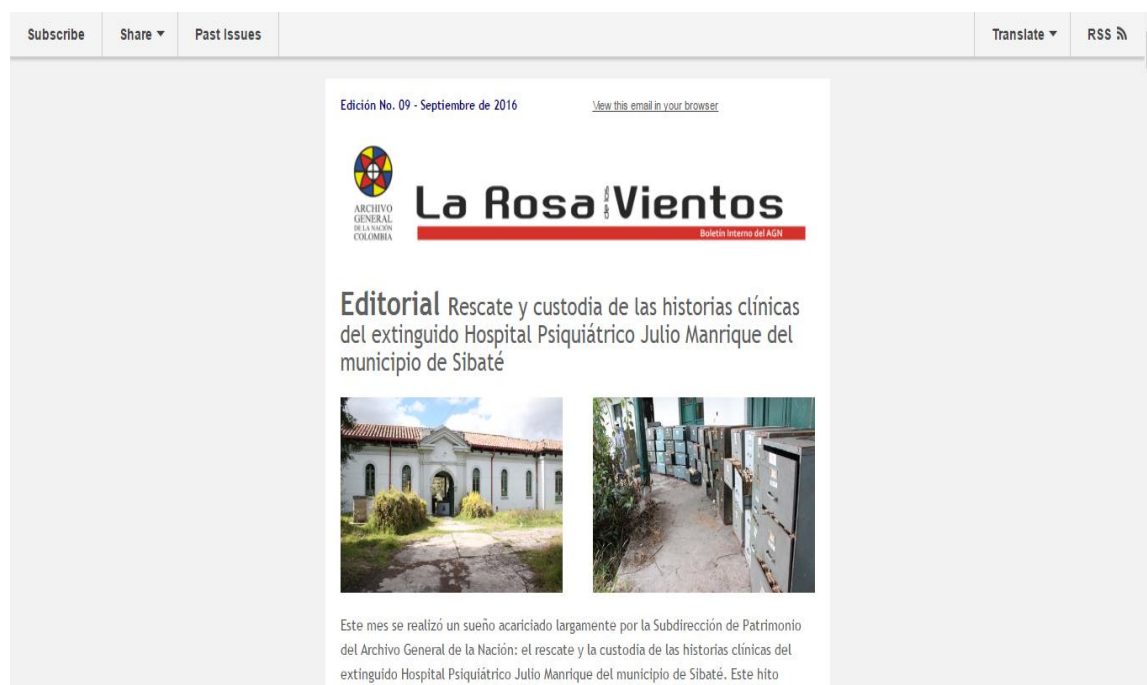 Subscribe Share Past Issues Translate RSS
Edición No. 09 - Septiembre de 2016 View this email in your browser
ARCHIVO
GENERAL
DE LA NACIÓN
COLOMBIA
La Rosa de los Vientos
Boletín Interno del AGN
Editorial Rescate y custodia de las historias clínicas
del extinguido Hospital Psiquiátrico Julio Manrique del
municipio de Sibaté
Este mes se realizó un sueño acariciado largamente por la Subdirección de Patrimonio
del Archivo General de la Nación: el rescate y la custodia de las historias clínicas del
extinguido Hospital Psiquiátrico Julio Manrique del municipio de Sibaté. Este hito